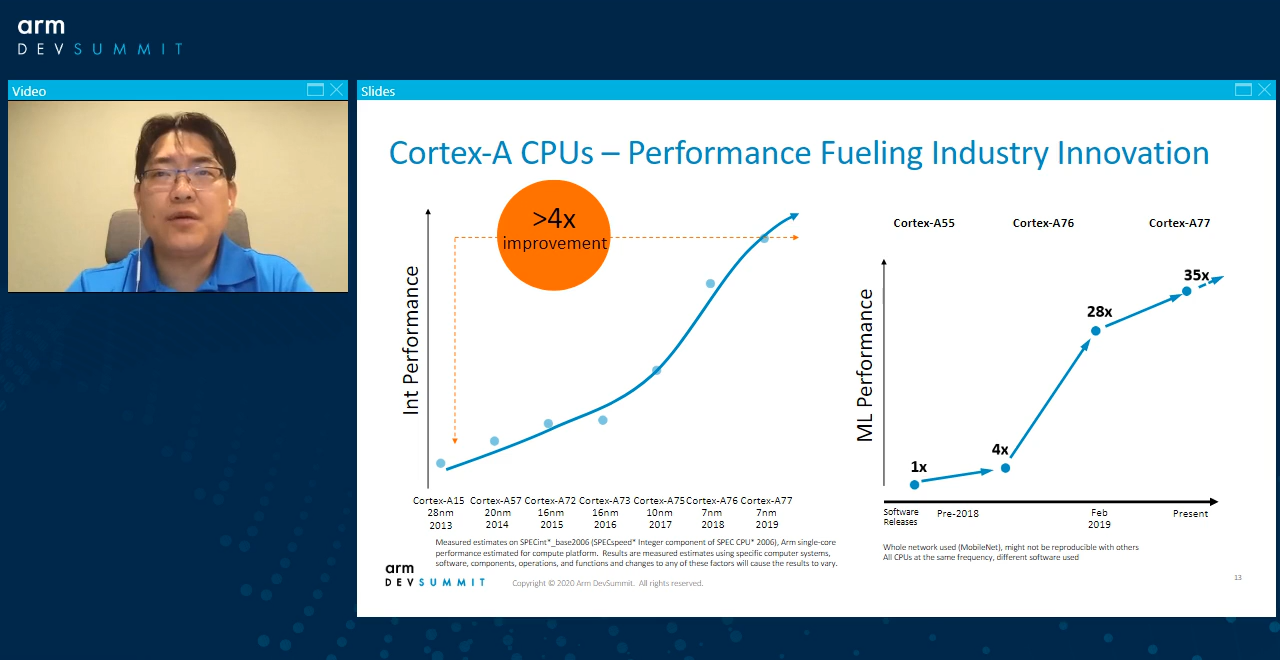 arm
DEVSUMMIT
Video
Slides
Cortex-A CPUs – Performance Fueling Industry Innovation
>4x
improvement
Int Performance
Cortex-A15 Cortex-A57 Cortex-A72 Cortex-A73 Cortex-A75 Cortex-A76 Cortex-A77
28nm 20nm 16nm 16nm 10nm 7nm 7nm
2013 2014 2015 2016 2017 2018 2019
Measured estimates on SPECint*_base2006 (SPECspeed* Integer component of SPEC CPU* 2006), Arm single-core
performance estimated for compute platform. Results are measured estimates using specific computer systems,
software, components, operations, and functions and changes to any of these factors will cause the results to vary.
Cortex-A55 Cortex-A76 Cortex-A77
ML Performance
35x
28x
4x
1x
Software
Releases
Pre-2018
Feb
2019
Present
Whole network used (MobileNet), might not be reproducible with others
All CPUs at the same frequency, different software used
arm
DEVSUMMIT
Copyright © 2020 Arm DevSummit. All rights reserved.
13